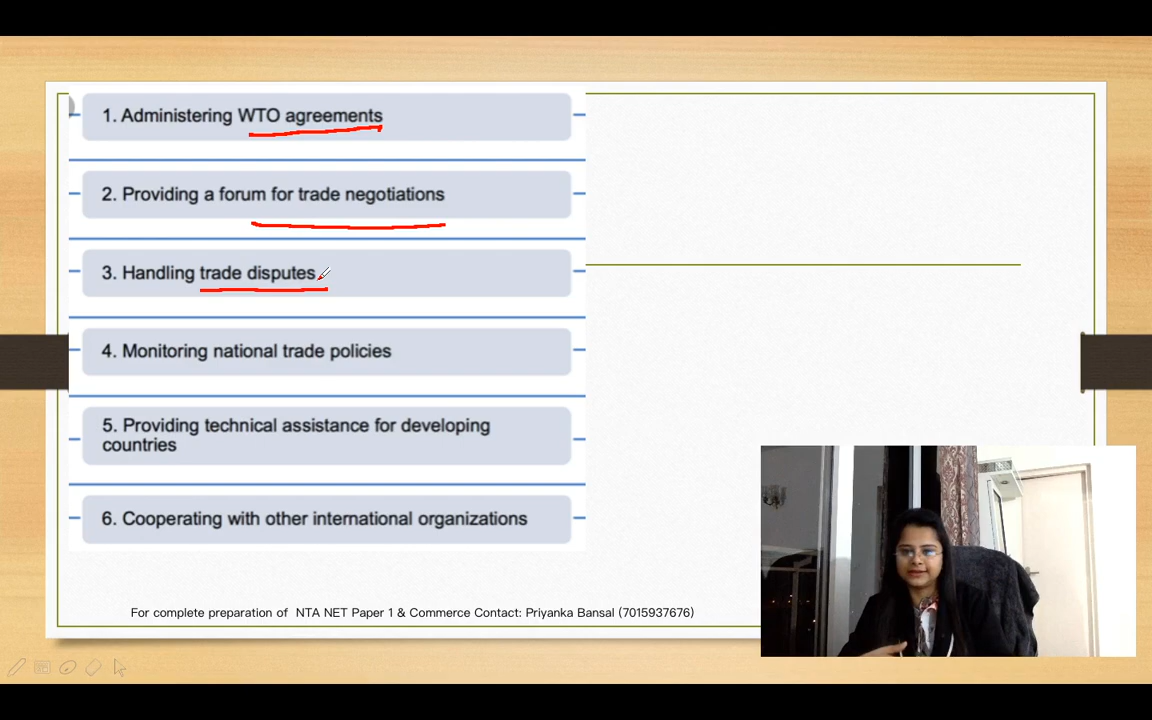 1. Administering WTO agreements
2. Providing a forum for trade negotiations
3. Handling trade disputes
4. Monitoring national trade policies
5. Providing technical assistance for developing
countries
6. Cooperating with other international organizations
For complete preparation of NTA NET Paper 1 & Commerce Contact: Priyanka Bansal (7015937676)